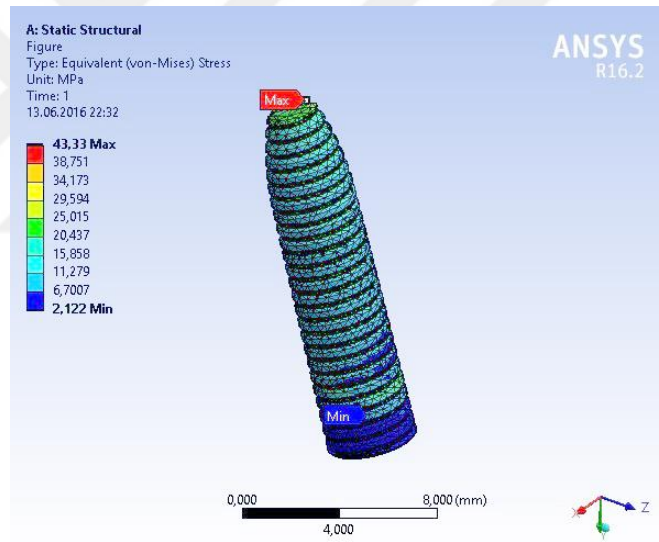 A: Static Structural
Figure
Type: Equivalent (von-Mises) Stress
Unit: MPa
Time: 1
13.06.2016 22:32
ANSYS
R16.2
43,33 Max
38,751
34,173
29,594
25,015
20,437
15,858
11,279
6,7007
2,122 Min
Max
Min
0,000
8,000 (mm)
4,000
X
Y
Z